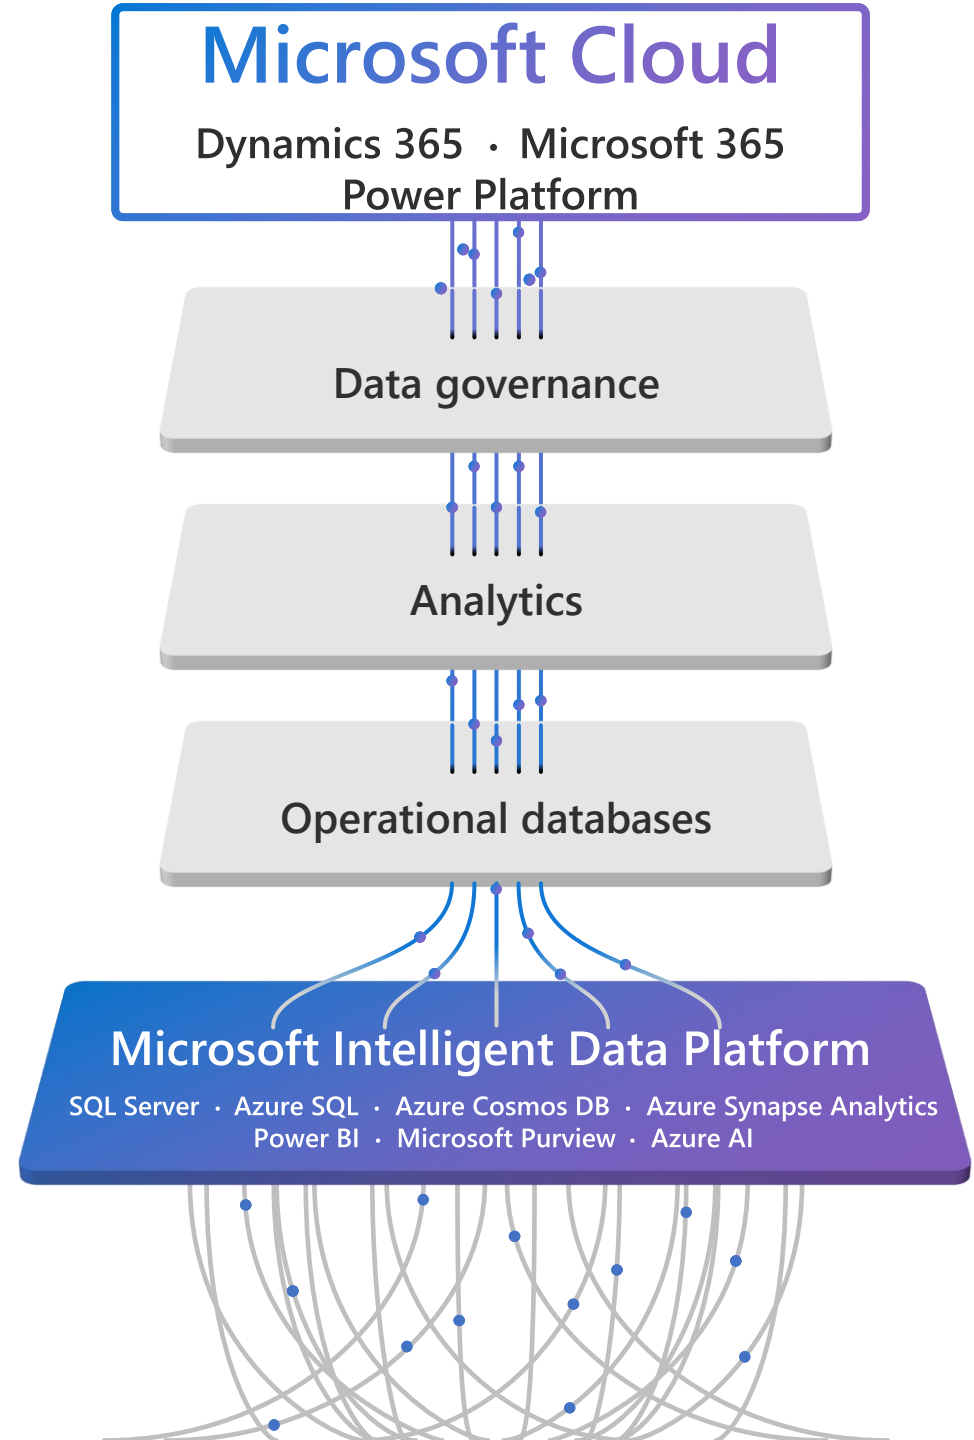 Microsoft Cloud
Dynamics 365 · Microsoft 365
Power Platform
Data governance
Analytics
Operational databases
Microsoft Intelligent Data Platform
SQL Server · Azure SQL · Azure Cosmos DB · Azure Synapse Analytics
Power BI · Microsoft Purview · Azure AI